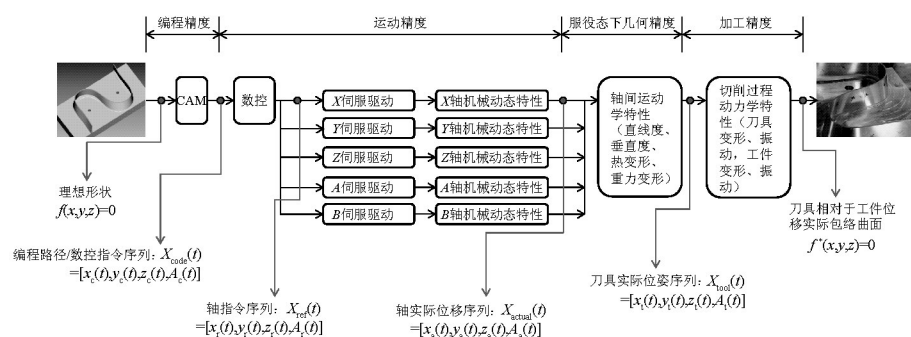 编程精度
运动精度
服役态下几何精度
加工精度
CAM
数控
X伺服驱动
X轴机械动态特性
Y伺服驱动
Y轴机械动态特性
Z伺服驱动
Z轴机械动态特性
A伺服驱动
A轴机械动态特性
B伺服驱动
B轴机械动态特性
轴间运动
学特性
(直线度、
垂直度、
热变形、
重力变形)
切削过程
动力学特
性(刀具
变形、振
动,工件
变形、振
动)
理想形状
f(x,y,z)=0
刀具相对于工件位
移实际包络曲面
f*(x,y,z)=0
编程路径/数控指令序列：Xcode(t)
=[xc(t),yc(t),zc(t),Ac(t)]
轴指令序列：Xref(t)
=[xr(t),yr(t),zr(t),Ar(t)]
轴实际位移序列：Xactual(t)
=[xa(t),ya(t),za(t),Aa(t)]
刀具实际位姿序列：Xtool(t)
=[xt(t),yt(t),zt(t),At(t)]